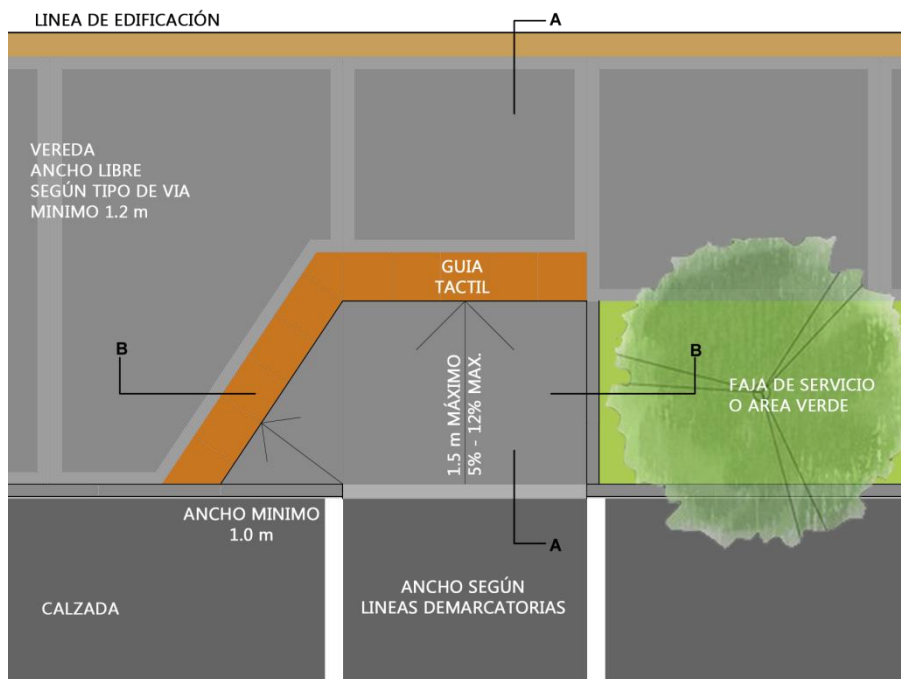 LINEA DE EDIFICACIÓN
A
VEREDA
ANCHO LIBRE
SEGÚN TIPO DE VIA
MINIMO 1.2 m
GUIA
TACTIL
B
B
1.5 m MÁXIMO
5% - 12% MAX.
FAJA DE SERVICIO
O AREA VERDE
ANCHO MINIMO
1.0 m
A
CALZADA
ANCHO SEGÚN
LINEAS DEMARCATORIAS